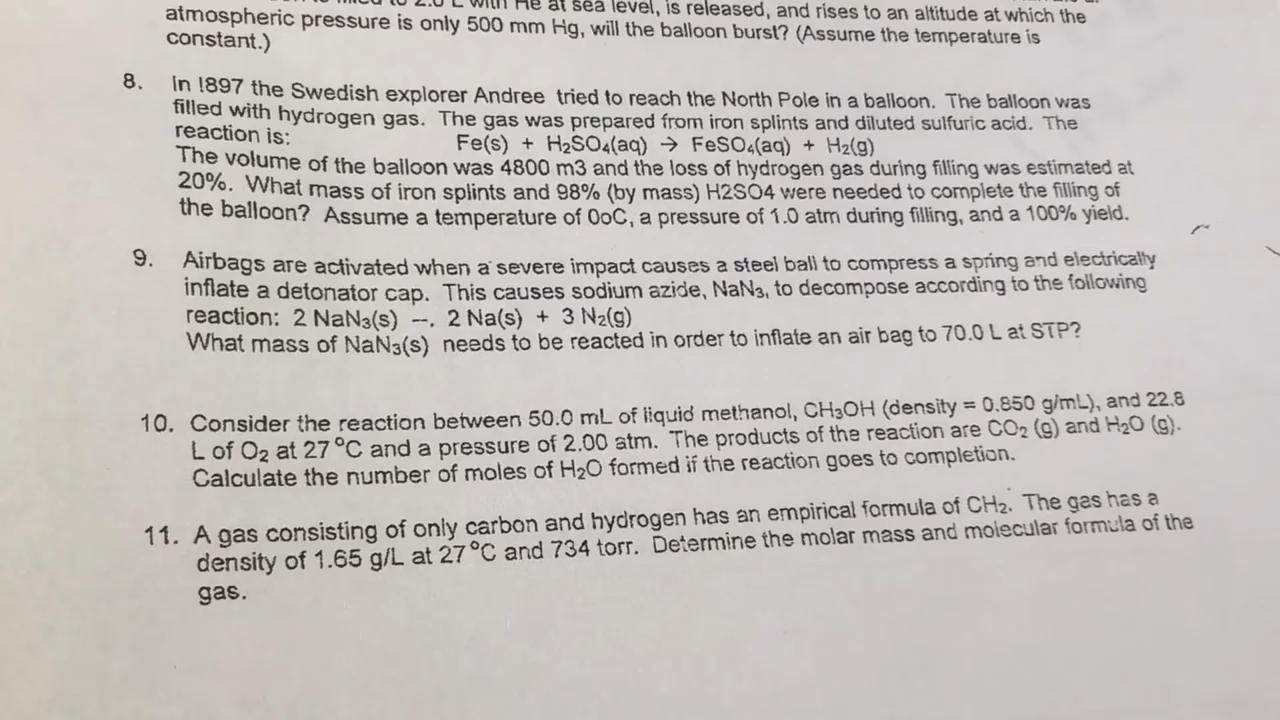 2.0 L with He at sea level, is released, and rises to an altitude at which the
atmospheric pressure is only 500 mm Hg, will the balloon burst? (Assume the temperature is
constant.)
8. In !897 the Swedish explorer Andree tried to reach the North Pole in a balloon. The balloon was
filled with hydrogen gas. The gas was prepared from iron splints and diluted sulfuric acid. The
reaction is: Fe(s) + H₂SO₄(aq) → FeSO₄(aq) + H₂(g)
The volume of the balloon was 4800 m3 and the loss of hydrogen gas during filling was estimated at
20%. What mass of iron splints and 98% (by mass) H2SO4 were needed to complete the filling of
the balloon? Assume a temperature of 0oC, a pressure of 1.0 atm during filling, and a 100% yield.
9. Airbags are activated when a severe impact causes a steel ball to compress a spring and electrically
inflate a detonator cap. This causes sodium azide, NaN₃, to decompose according to the following
reaction: 2 NaN₃(s) --. 2 Na(s) + 3 N₂(g)
What mass of NaN₃(s) needs to be reacted in order to inflate an air bag to 70.0 L at STP?
10. Consider the reaction between 50.0 mL of liquid methanol, CH₃OH (density = 0.850 g/mL), and 22.8
L of O₂ at 27 °C and a pressure of 2.00 atm. The products of the reaction are CO₂ (g) and H₂O (g).
Calculate the number of moles of H₂O formed if the reaction goes to completion.
11. A gas consisting of only carbon and hydrogen has an empirical formula of CH₂. The gas has a
density of 1.65 g/L at 27 °C and 734 torr. Determine the molar mass and molecular formula of the
gas.